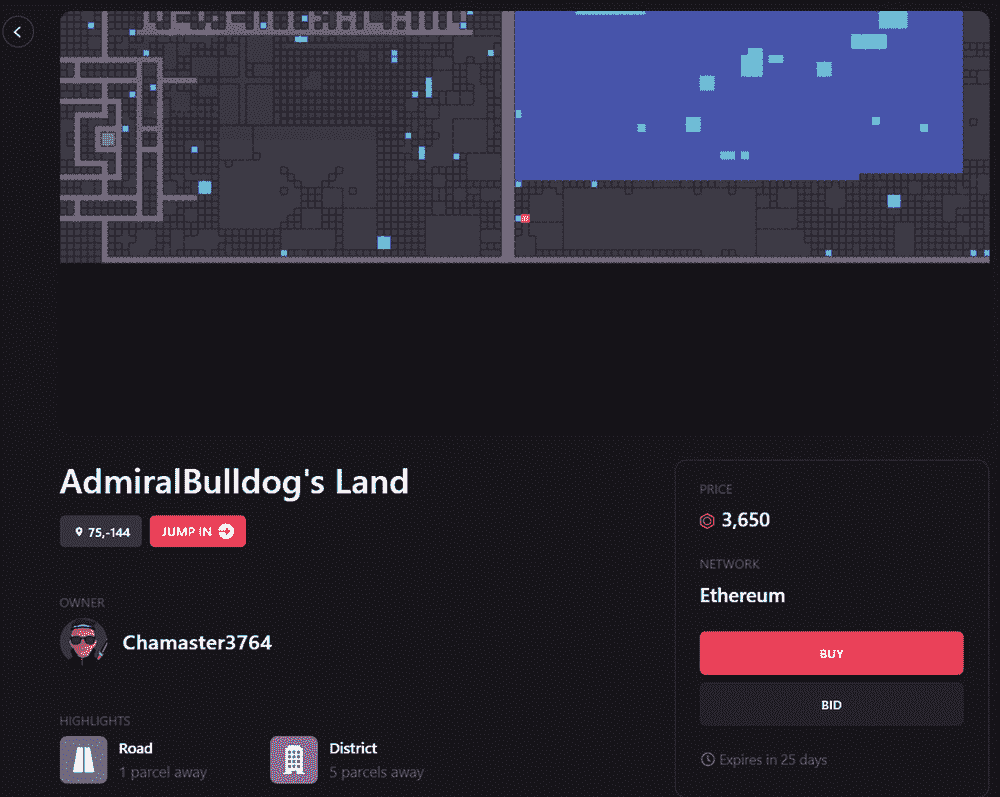 AdmiralBulldog's Land
75,-144
JUMP IN
OWNER
Chamaster3764
HIGHLIGHTS
Road
1 parcel away
District
5 parcels away
PRICE
3,650
NETWORK
Ethereum
BUY
BID
Expires in 25 days